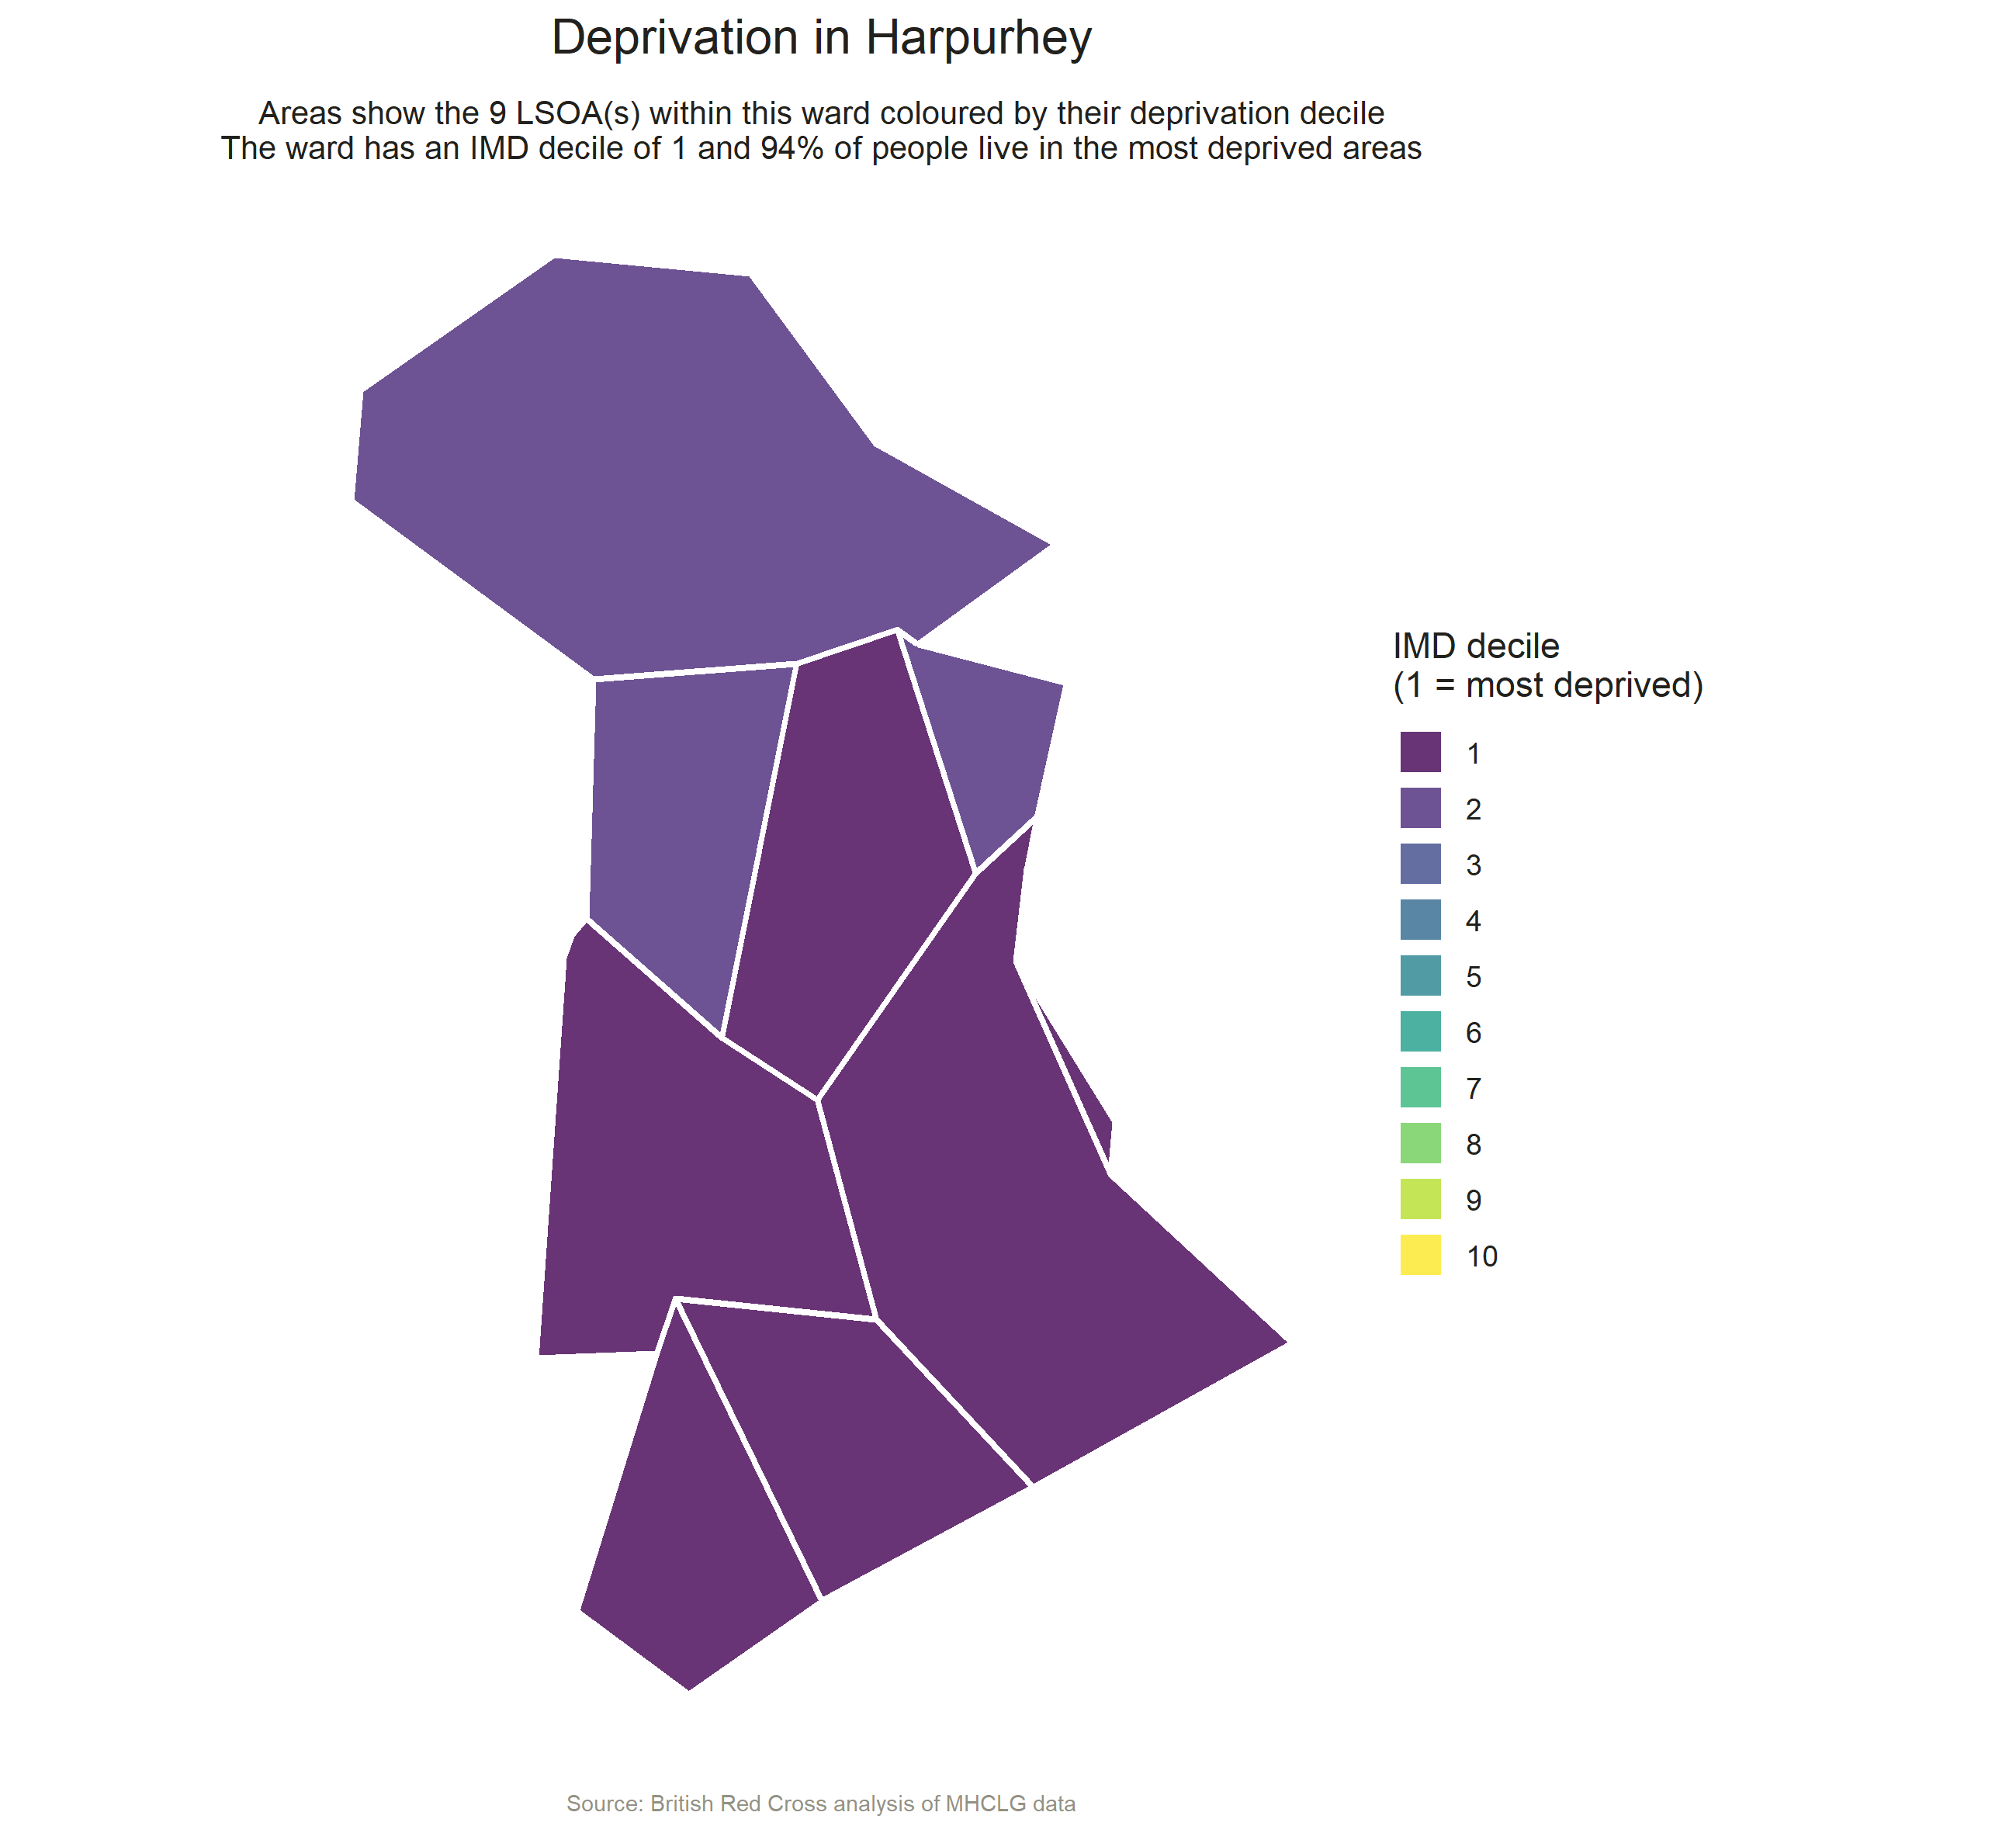 Deprivation in Harpurhey
Areas show the 9 LSOA(s) within this ward coloured by their deprivation decile
The ward has an IMD decile of 1 and 94% of people live in the most deprived areas
IMD decile
(1 = most deprived)
1
2
3
4
5
6
7
8
9
10
Source: British Red Cross analysis of MHCLG data